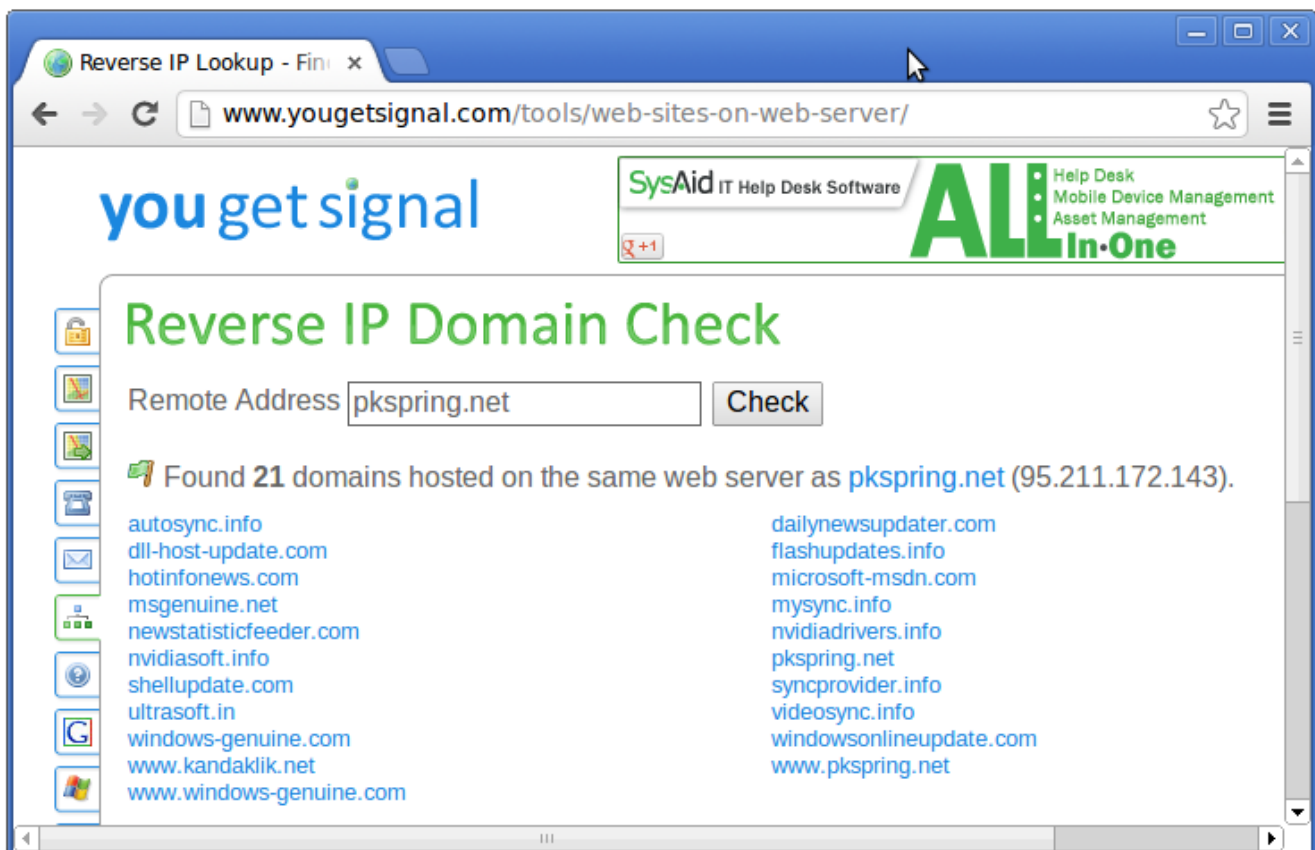 Reverse IP Lookup - Fin
www.yougetsignal.com/tools/web-sites-on-web-server/
you get signal
SysAid IT Help Desk Software
g +1
ALL
Help Desk
Mobile Device Management
Asset Management
In•One
Reverse IP Domain Check
Remote Address pkspring.net Check
Found 21 domains hosted on the same web server as pkspring.net (95.211.172.143).
autosync.info
dll-host-update.com
hotinfonews.com
msgenuine.net
newstatisticfeeder.com
nvidiasoft.info
shellupdate.com
ultrasoft.in
windows-genuine.com
www.kandaklik.net
www.windows-genuine.com
dailynewsupdater.com
flashupdates.info
microsoft-msdn.com
mysync.info
nvidiadrivers.info
pkspring.net
syncprovider.info
videosync.info
windowsonlineupdate.com
www.pkspring.net
G